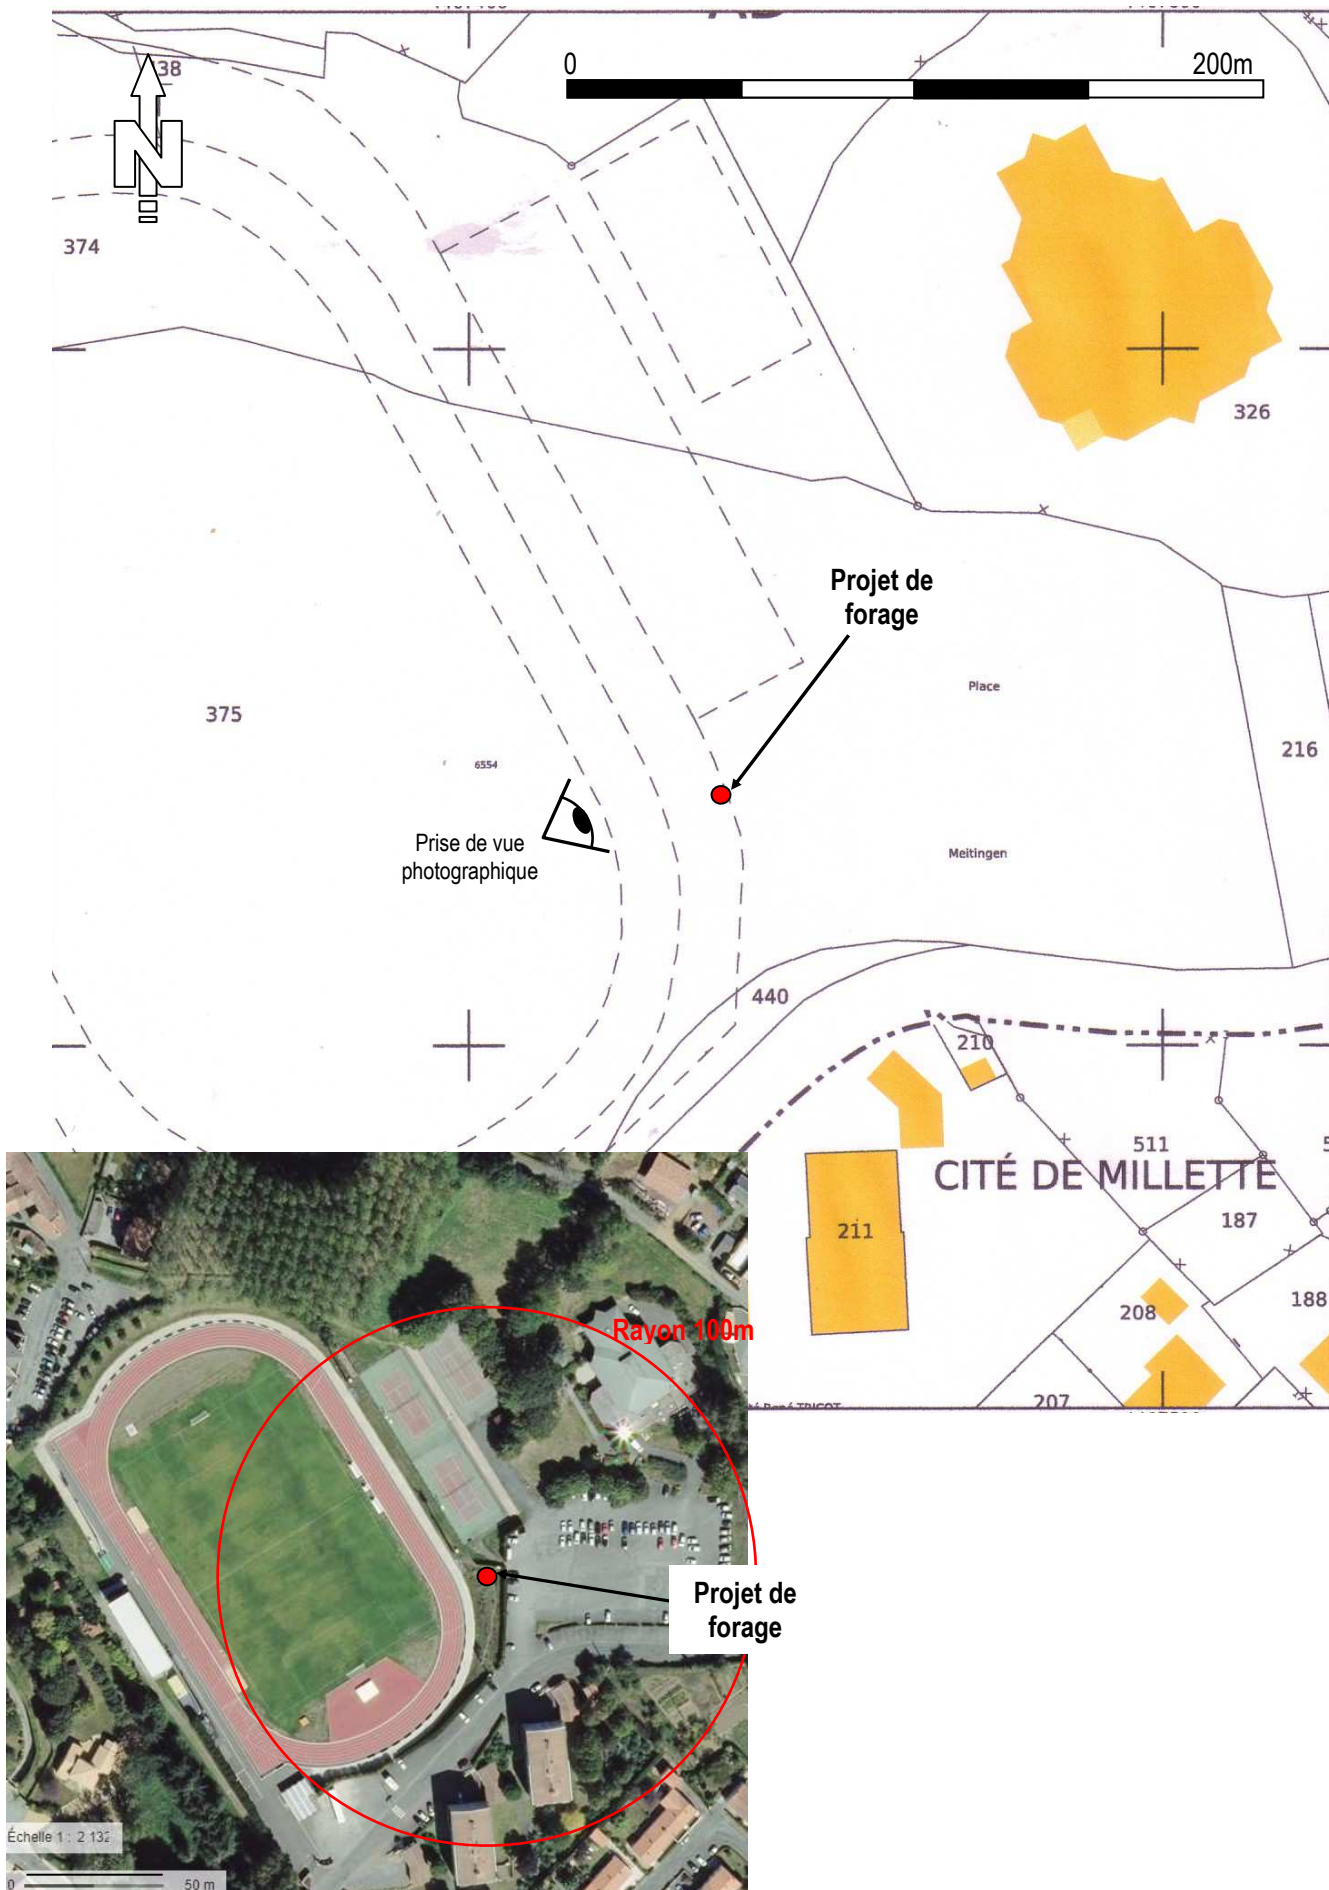 0
200m
38
N
374
326
Projet de
forage
Place
375
216
6554
Prise de vue
photographique
Meitingen
440
210
511
CITÉ DE MILLETTE
187
211
208
188
Rayon 100m
207
Projet de
forage
Échelle 1 : 2 132
0
50 m